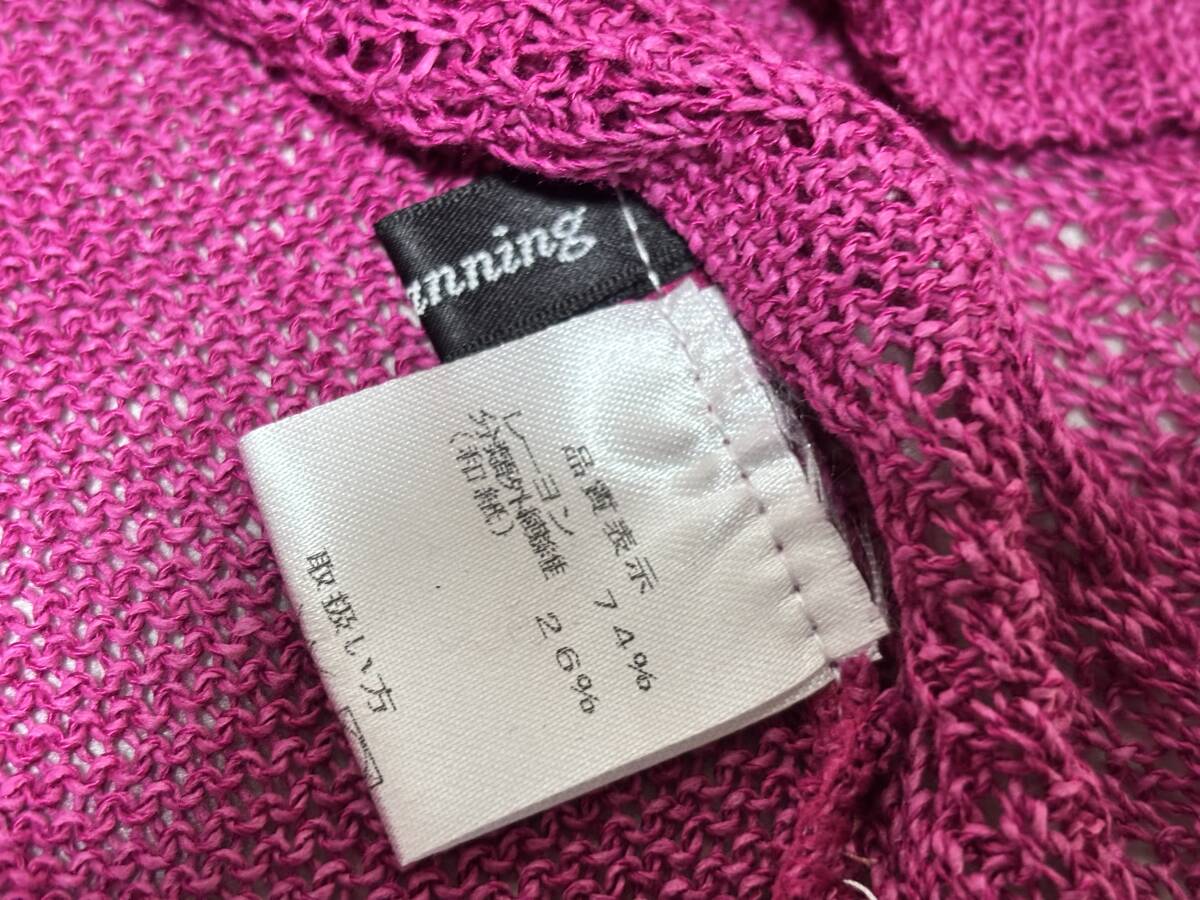 nning
品質表示
レーヨン 74%
分類外繊維 26%
(和紙)
取扱い方